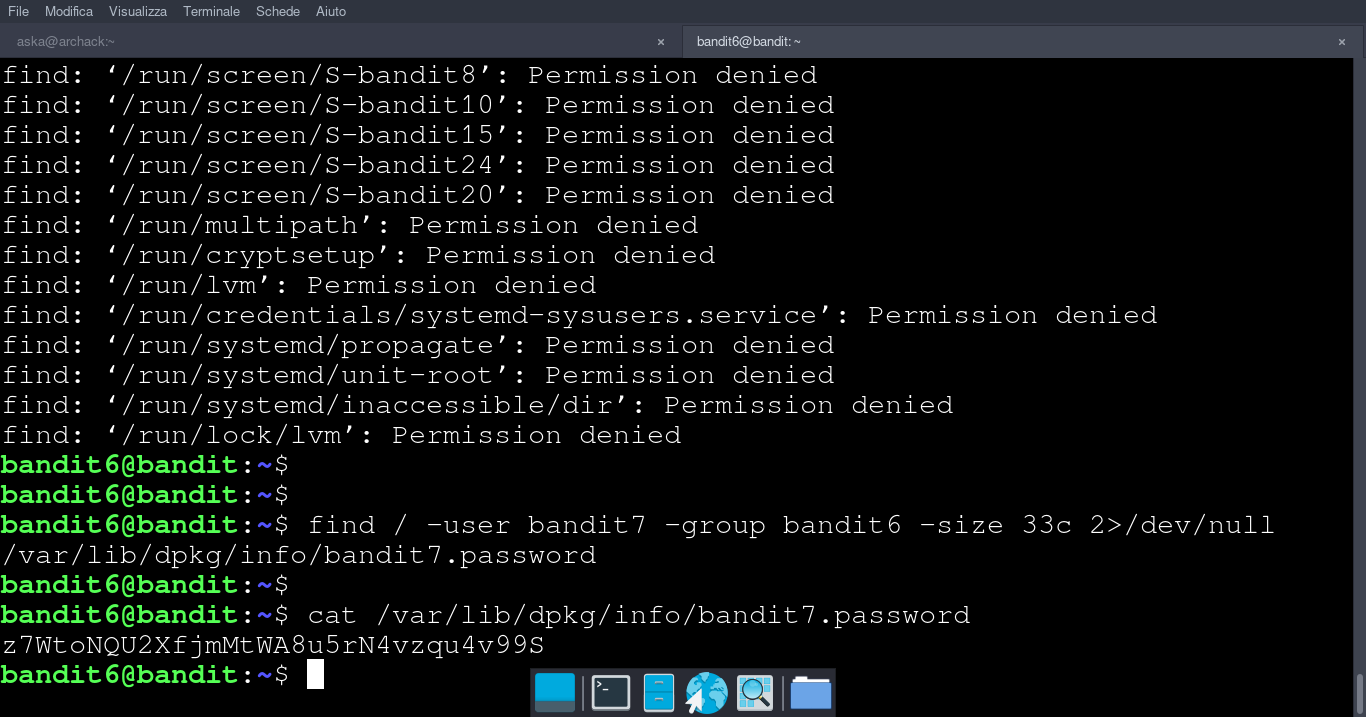 File Modifica Visualizza Terminale Schede Aiuto
aska@archack:~ × bandit6@bandit: ~ ×
find: ‘/run/screen/S-bandit8’: Permission denied
find: ‘/run/screen/S-bandit10’: Permission denied
find: ‘/run/screen/S-bandit15’: Permission denied
find: ‘/run/screen/S-bandit24’: Permission denied
find: ‘/run/screen/S-bandit20’: Permission denied
find: ‘/run/multipath’: Permission denied
find: ‘/run/cryptsetup’: Permission denied
find: ‘/run/lvm’: Permission denied
find: ‘/run/credentials/systemd-sysusers.service’: Permission denied
find: ‘/run/systemd/propagate’: Permission denied
find: ‘/run/systemd/unit-root’: Permission denied
find: ‘/run/systemd/inaccessible/dir’: Permission denied
find: ‘/run/lock/lvm’: Permission denied
bandit6@bandit:~$
bandit6@bandit:~$
bandit6@bandit:~$ find / -user bandit7 -group bandit6 -size 33c 2>/dev/null
/var/lib/dpkg/info/bandit7.password
bandit6@bandit:~$
bandit6@bandit:~$ cat /var/lib/dpkg/info/bandit7.password
z7WtoNQU2XfjmMtWA8u5rN4vzqu4v99S
bandit6@bandit:~$